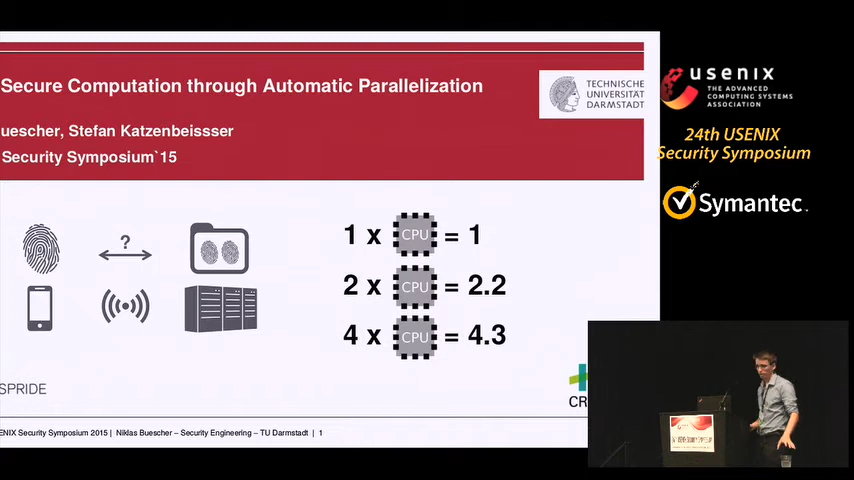 Secure Computation through Automatic Parallelization
uescher, Stefan Katzenbeissser
Security Symposium`15
TECHNISCHE
UNIVERSITÄT
DARMSTADT
usenix
THE ADVANCED
COMPUTING SYSTEMS
ASSOCIATION
24th USENIX
Security Symposium
Symantec.
?
1 x CPU = 1
2 x CPU = 2.2
4 x CPU = 4.3
SPRIDE
CR
ENIX Security Symposium 2015 | Niklas Buescher – Security Engineering – TU Darmstadt | 1